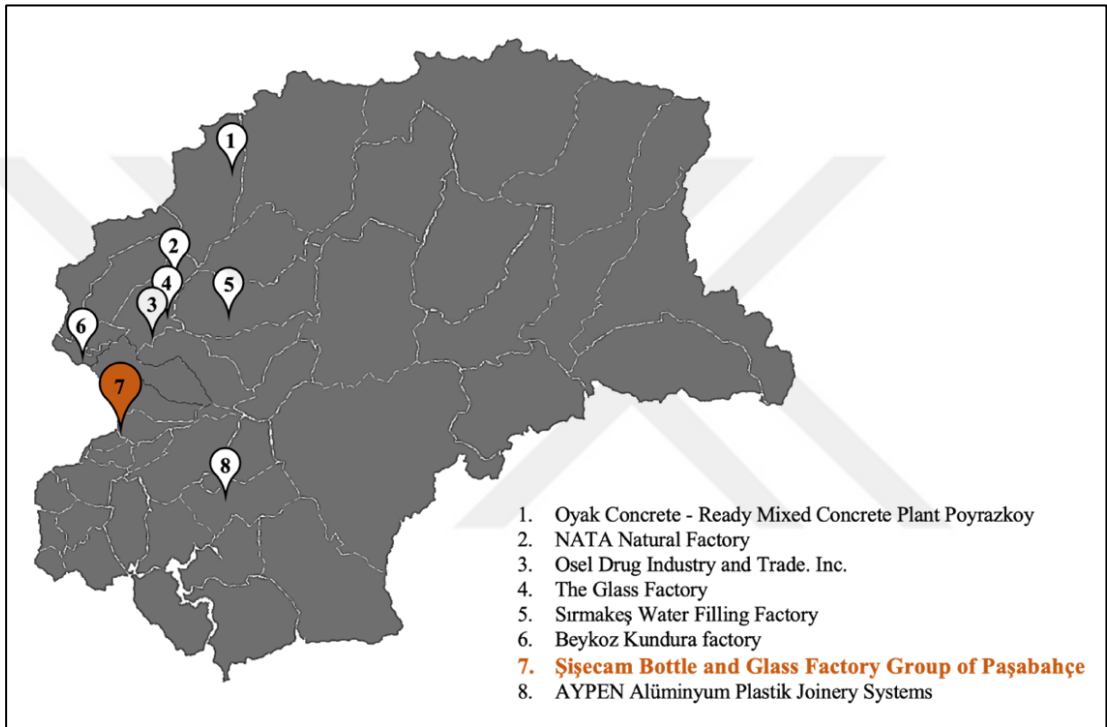 1
2
4
3
5
6
7
8
1. Oyak Concrete - Ready Mixed Concrete Plant Poyrazkoy
2. NATA Natural Factory
3. Osel Drug Industry and Trade. Inc.
4. The Glass Factory
5. Sırmakeş Water Filling Factory
6. Beykoz Kundura factory
7. Şişecam Bottle and Glass Factory Group of Paşabahçe
8. AYPEN Alüminyum Plastik Joinery Systems